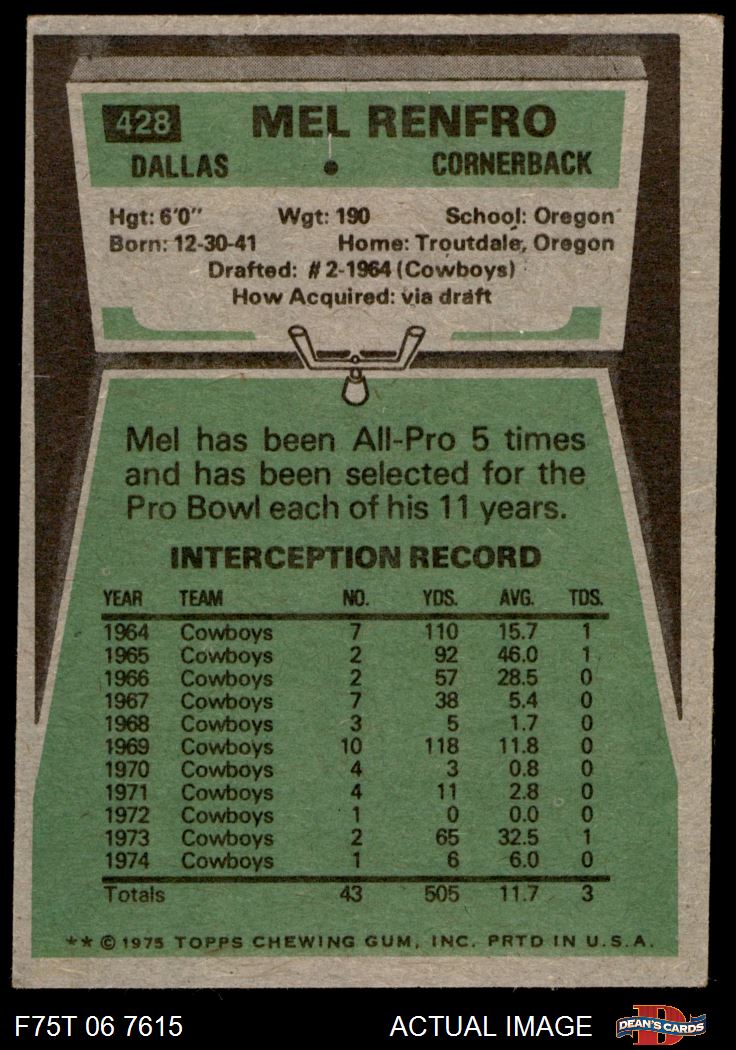 428 MEL RENFRO
DALLAS CORNERBACK
Hgt: 6'0" Wgt: 190 School: Oregon
Born: 12-30-41 Home: Troutdale, Oregon
Drafted: #2-1964 (Cowboys)
How Acquired: via draft
Mel has been All-Pro 5 times
and has been selected for the
Pro Bowl each of his 11 years.
INTERCEPTION RECORD
YEAR TEAM NO. YDS. AVG. TDS.
1964 Cowboys 7 110 15.7 1
1965 Cowboys 2 92 46.0 1
1966 Cowboys 2 57 28.5 0
1967 Cowboys 7 38 5.4 0
1968 Cowboys 3 5 1.7 0
1969 Cowboys 10 118 11.8 0
1970 Cowboys 4 3 0.8 0
1971 Cowboys 4 11 2.8 0
1972 Cowboys 1 0 0.0 0
1973 Cowboys 2 65 32.5 1
1974 Cowboys 1 6 6.0 0
Totals 43 505 11.7 3
** © 1975 TOPPS CHEWING GUM, INC. PRTD IN U.S.A.
F75T 06 7615 ACTUAL IMAGE D DEAN'S CARDS